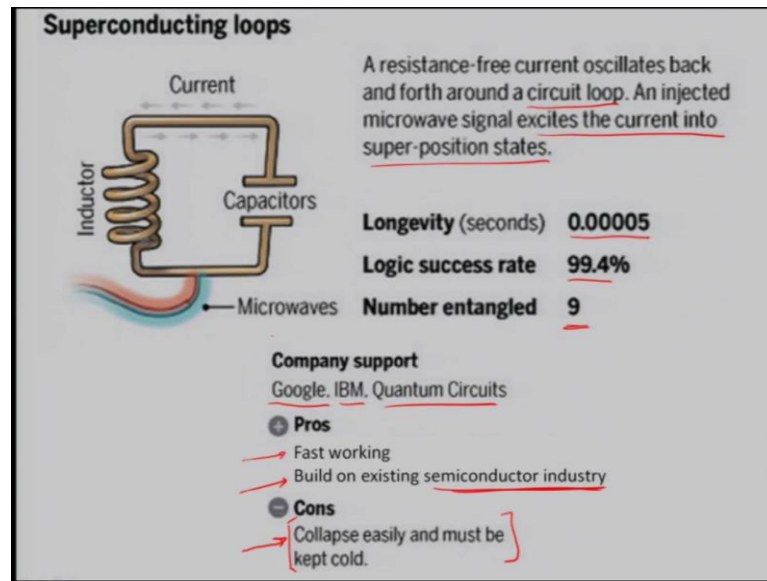 Superconducting loops
A resistance-free current oscillates back
and forth around a circuit loop. An injected
microwave signal excites the current into
super-position states.
Current
Inductor
Capacitors
Microwaves
Longevity (seconds) 0.00005
Logic success rate 99.4%
Number entangled 9
Company support
Google, IBM, Quantum Circuits
+ Pros
Fast working
Build on existing semiconductor industry
- Cons
Collapse easily and must be
kept cold.